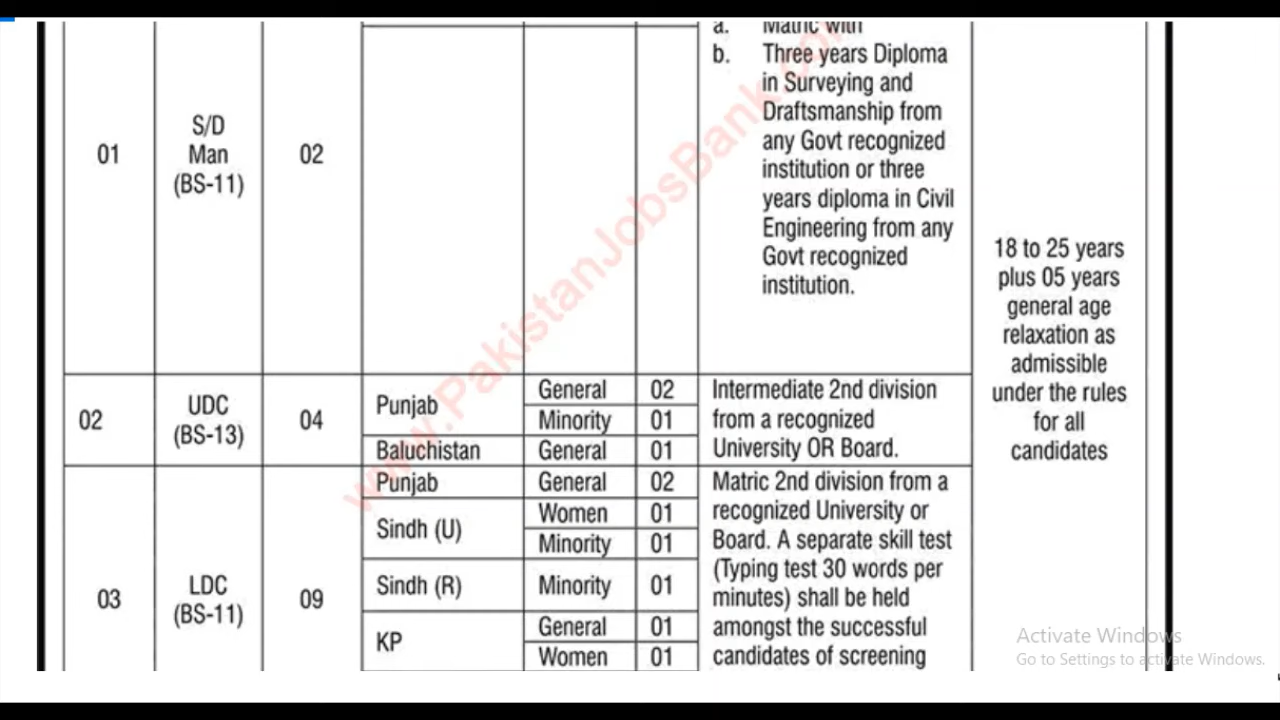 a. Matric with
b. Three years Diploma
in Surveying and
Draftsmanship from
any Govt recognized
institution or three
years diploma in Civil
Engineering from any
Govt recognized
institution.
01
S/D
Man
(BS-11)
02
18 to 25 years
plus 05 years
general age
relaxation as
admissible
under the rules
for all
candidates
02
UDC
(BS-13)
04
Punjab
General 02
Minority 01
Baluchistan General 01
Intermediate 2nd division
from a recognized
University OR Board.
03
LDC
(BS-11)
09
Punjab General 02
Sindh (U)
Women 01
Minority 01
Sindh (R) Minority 01
KP
General 01
Women 01
Matric 2nd division from a
recognized University or
Board. A separate skill test
(Typing test 30 words per
minutes) shall be held
amongst the successful
candidates of screening
www.PakistanJobsBank.com
Activate Windows
Go to Settings to activate Windows.